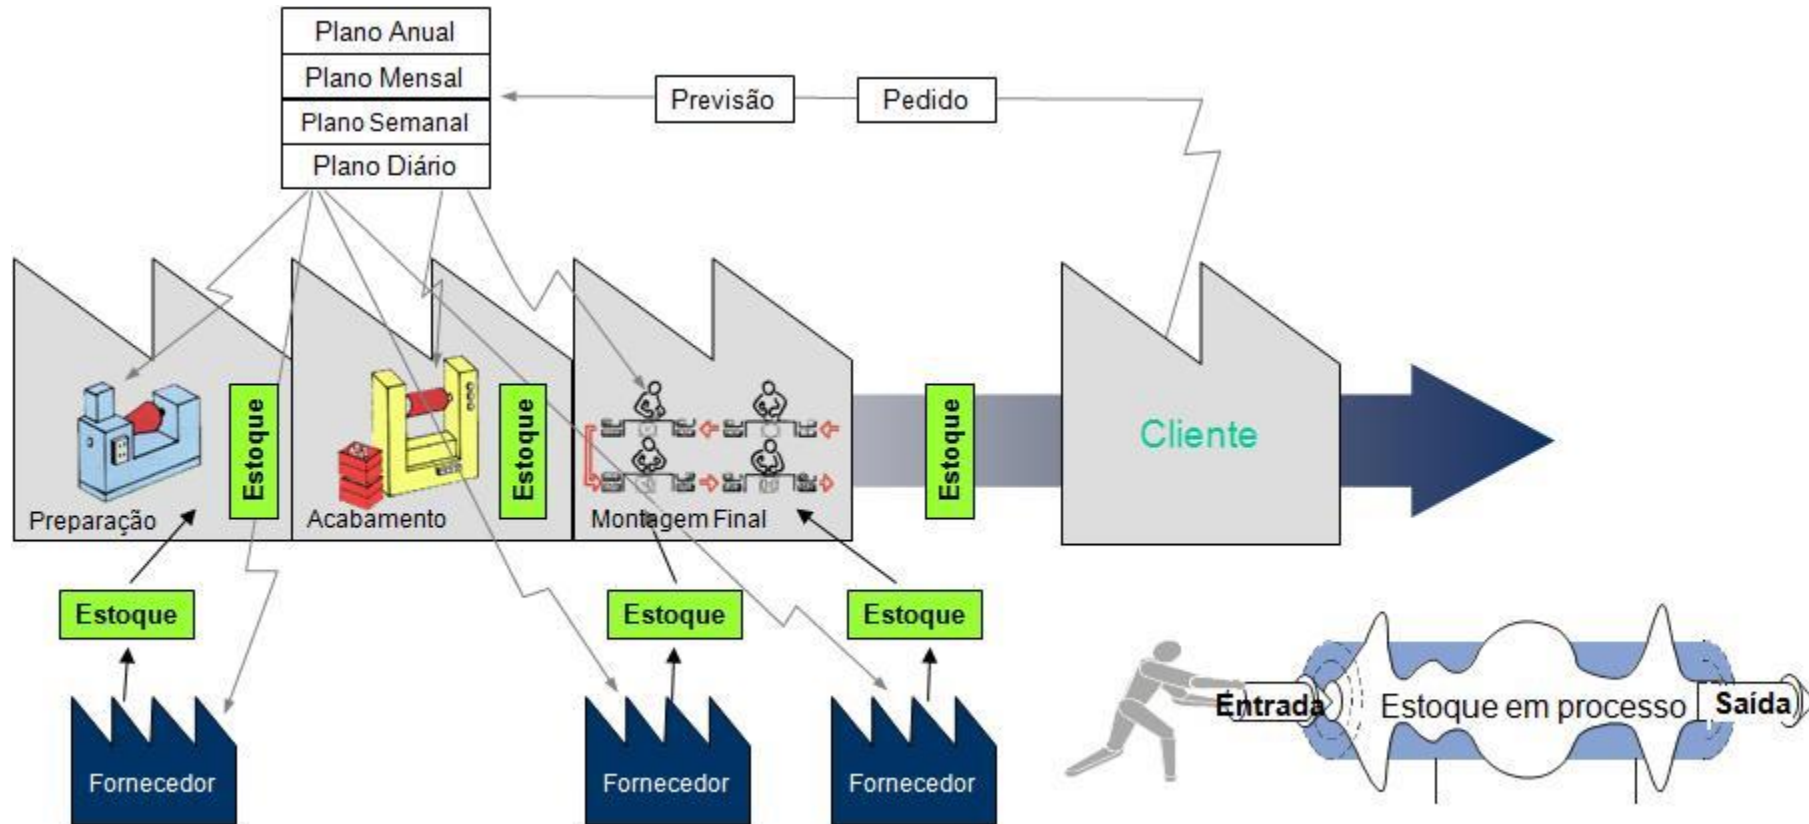 Plano Anual
Plano Mensal
Plano Semanal
Plano Diário
Previsão
Pedido
Estoque
Estoque
Estoque
Cliente
Preparação
Acabamento
Montagem Final
Estoque
Estoque
Estoque
Entrada
Estoque em processo
Saída
Fornecedor
Fornecedor
Fornecedor